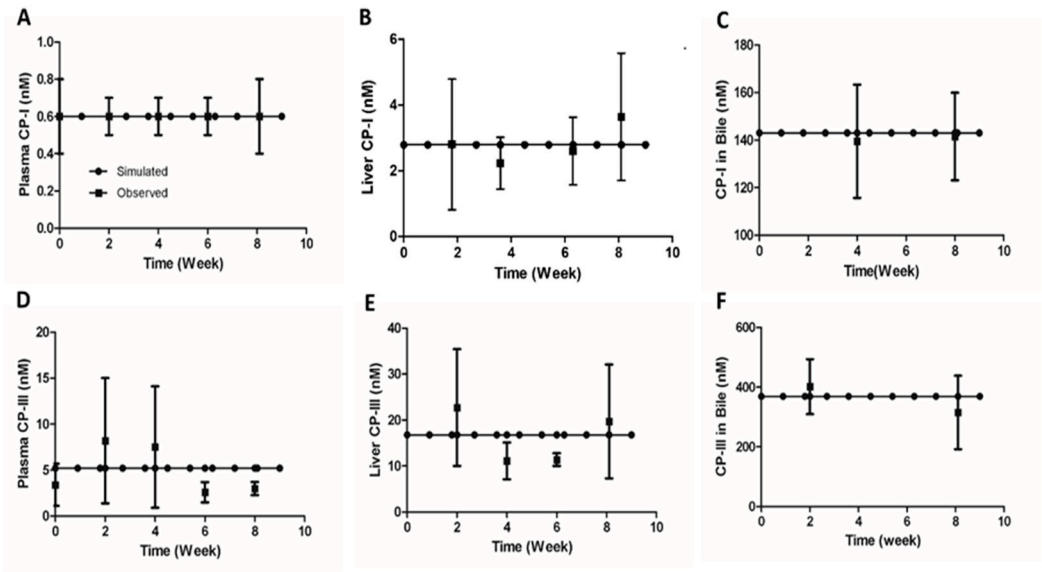 A
Plasma CP-I (nM)
1.0
0.8
0.6
0.4
0.2
0.0
Simulated
Observed
0 2 4 6 8 10
Time (Week)
B
Liver CP-I (nM)
6
4
2
0
0 2 4 6 8 10
Time (Week)
C
CP-I in Bile (nM)
180
160
140
120
100
0 2 4 6 8 10
Time(Week)
D
Plasma CP-III (nM)
20
15
10
5
0
0 2 4 6 8 10
Time (Week)
E
Liver CP-III (nM)
40
30
20
10
0
0 2 4 6 8 10
Time (Week)
F
CP-III in Bile (nM)
600
400
200
0
0 2 4 6 8 10
Time (week)